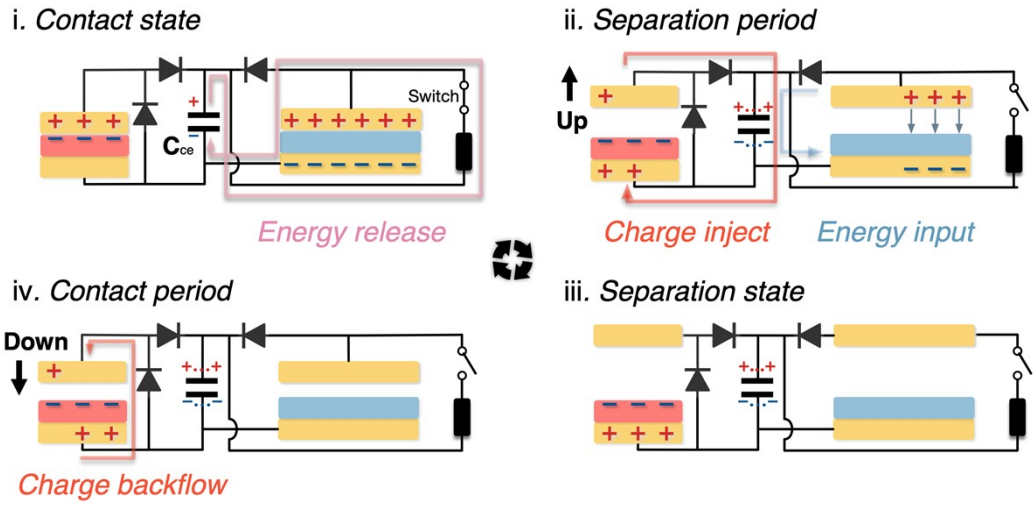 i. Contact state
Switch
+ + +
− − −
+
−
Cce
+ + + + + +
− − − − − −
Energy release
ii. Separation period
Up
+
+ + +
+...+
-...-
− − −
+ +
− − −
Charge inject
Energy input
iv. Contact period
Down
+
+...+
-...-
− − −
+ +
Charge backflow
iii. Separation state
+...+
-...-
− − −
+ + +